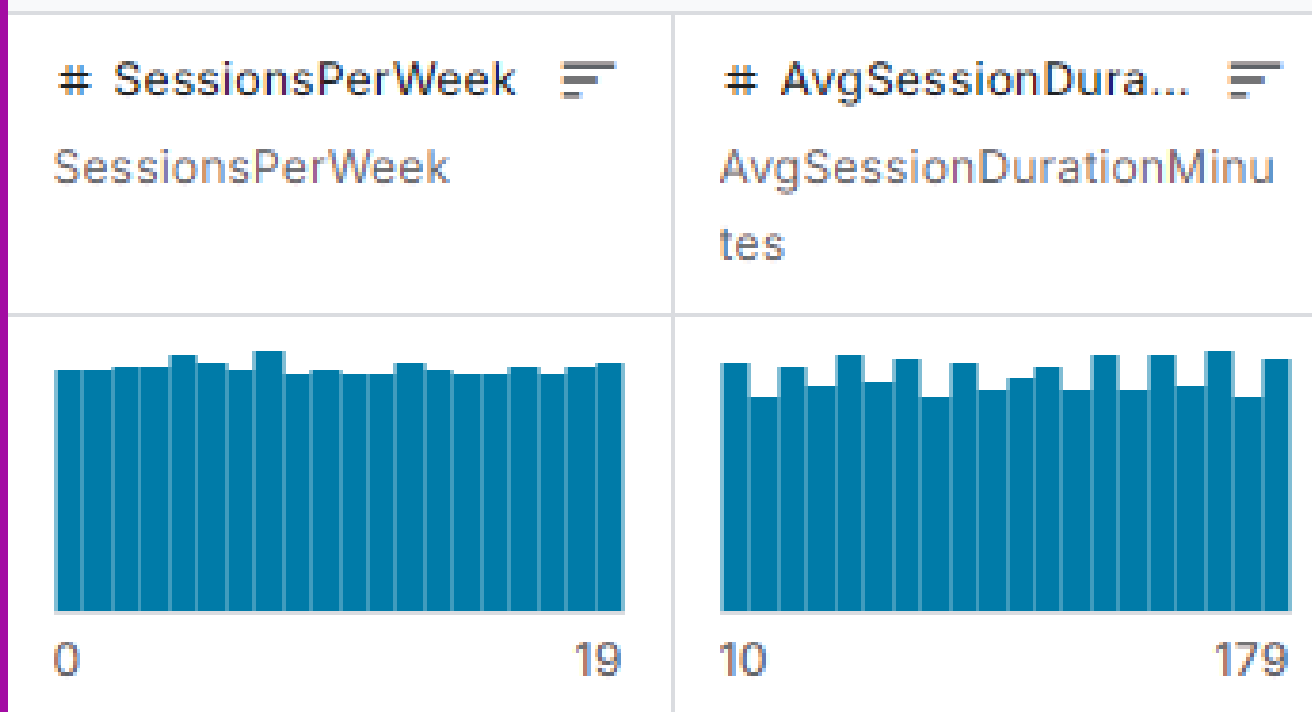 # SessionsPerWeek
SessionsPerWeek
0 19
# AvgSessionDura...
AvgSessionDurationMinu
tes
10 179